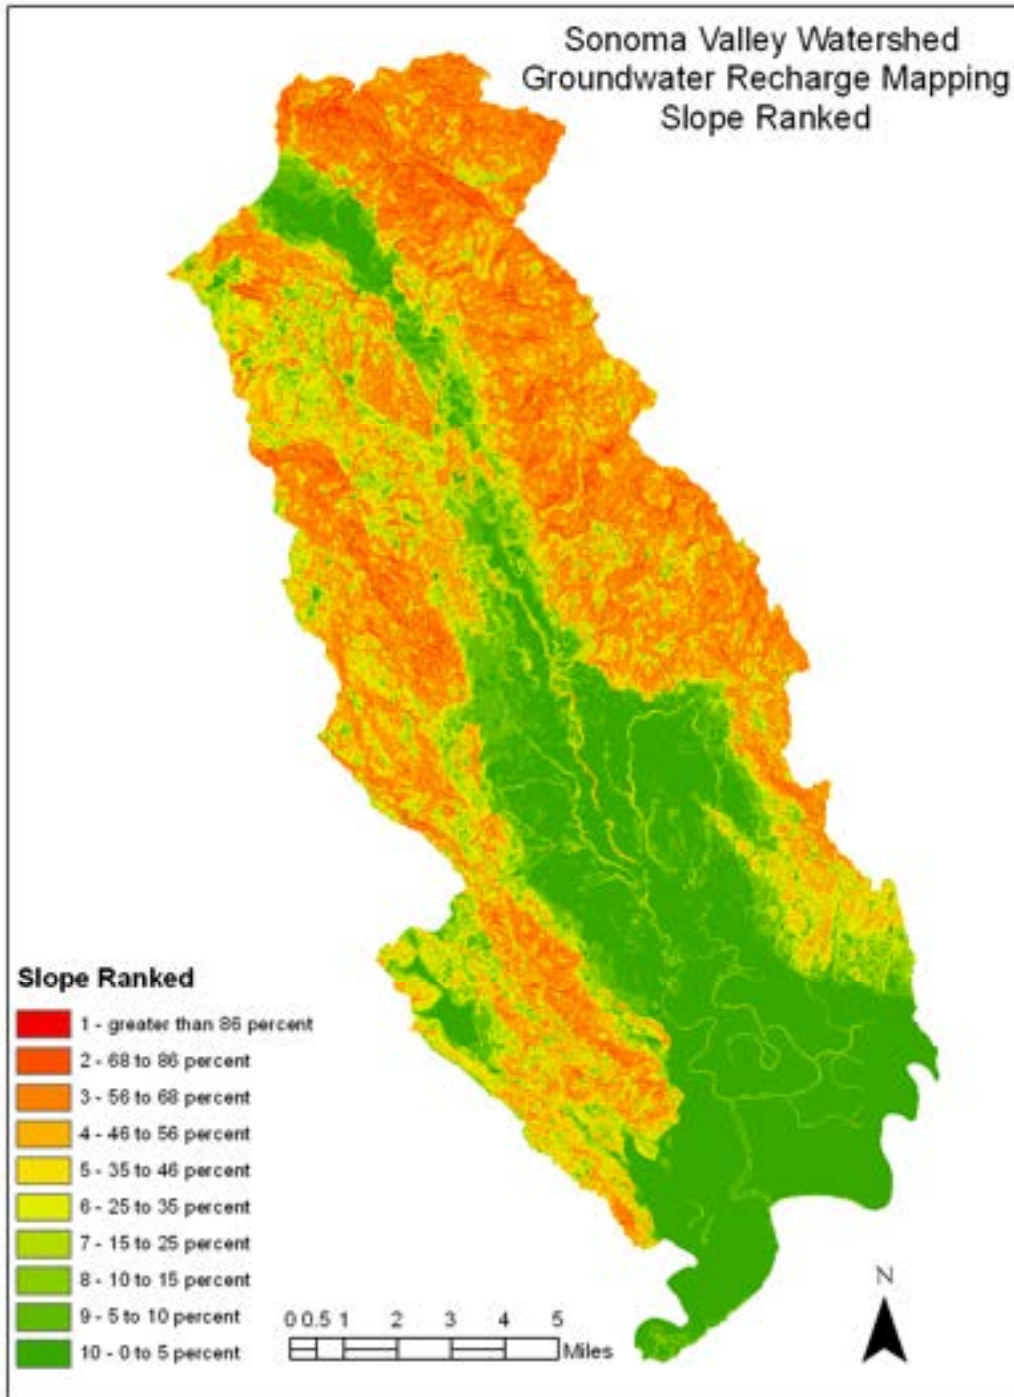 Sonoma Valley Watershed
Groundwater Recharge Mapping
Slope Ranked
Slope Ranked
1 - greater than 86 percent
2 - 68 to 86 percent
3 - 56 to 68 percent
4 - 46 to 56 percent
5 - 35 to 46 percent
6 - 25 to 35 percent
7 - 15 to 25 percent
8 - 10 to 15 percent
9 - 5 to 10 percent
10 - 0 to 5 percent
0 0.5 1 2 3 4 5
Miles
N